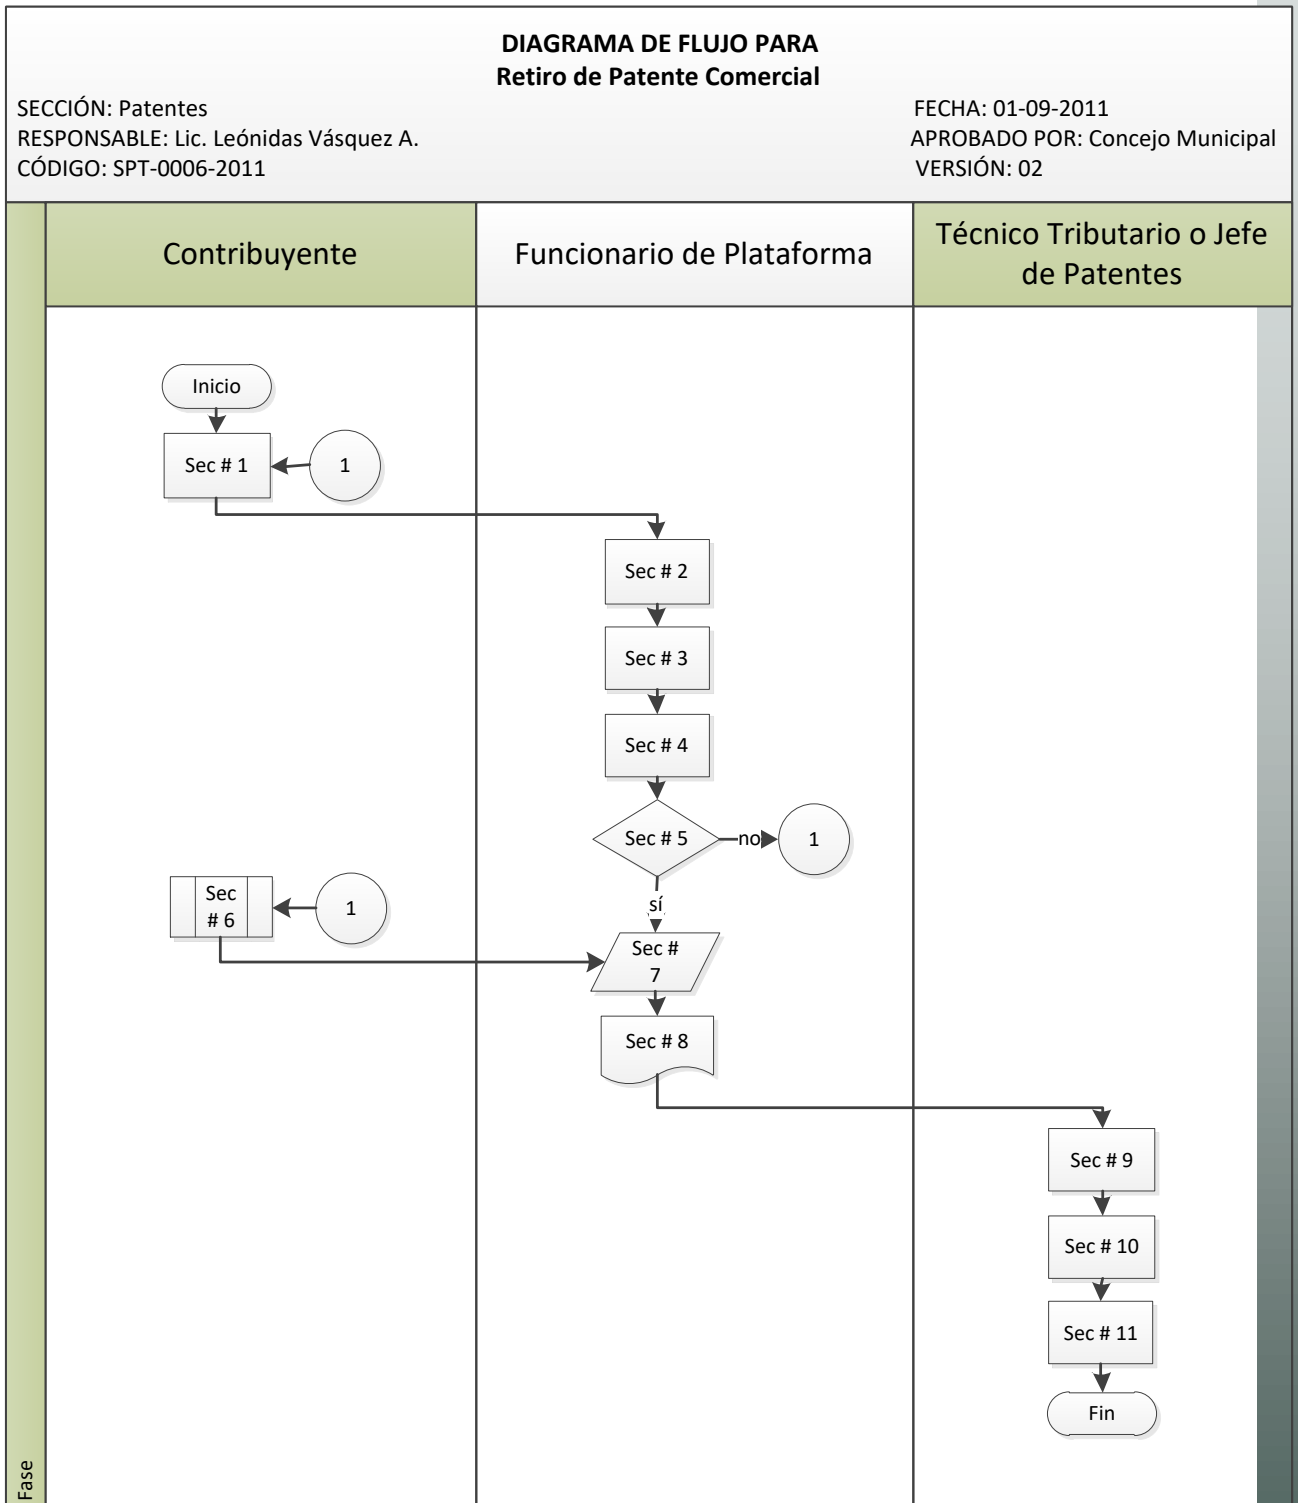 DIAGRAMA DE FLUJO PARA
Retiro de Patente Comercial
SECCIÓN: Patentes
FECHA: 01-09-2011
RESPONSABLE: Lic. Leónidas Vásquez A.
APROBADO POR: Concejo Municipal
CÓDIGO: SPT-0006-2011
VERSIÓN: 02
Contribuyente
Funcionario de Plataforma
Técnico Tributario o Jefe
de Patentes
Inicio
Sec # 1
1
Sec # 2
Sec # 3
Sec # 4
Sec # 5
no
1
sí
Sec
# 6
1
Sec #
7
Sec # 8
Sec # 9
Sec # 10
Sec # 11
Fin
Fase